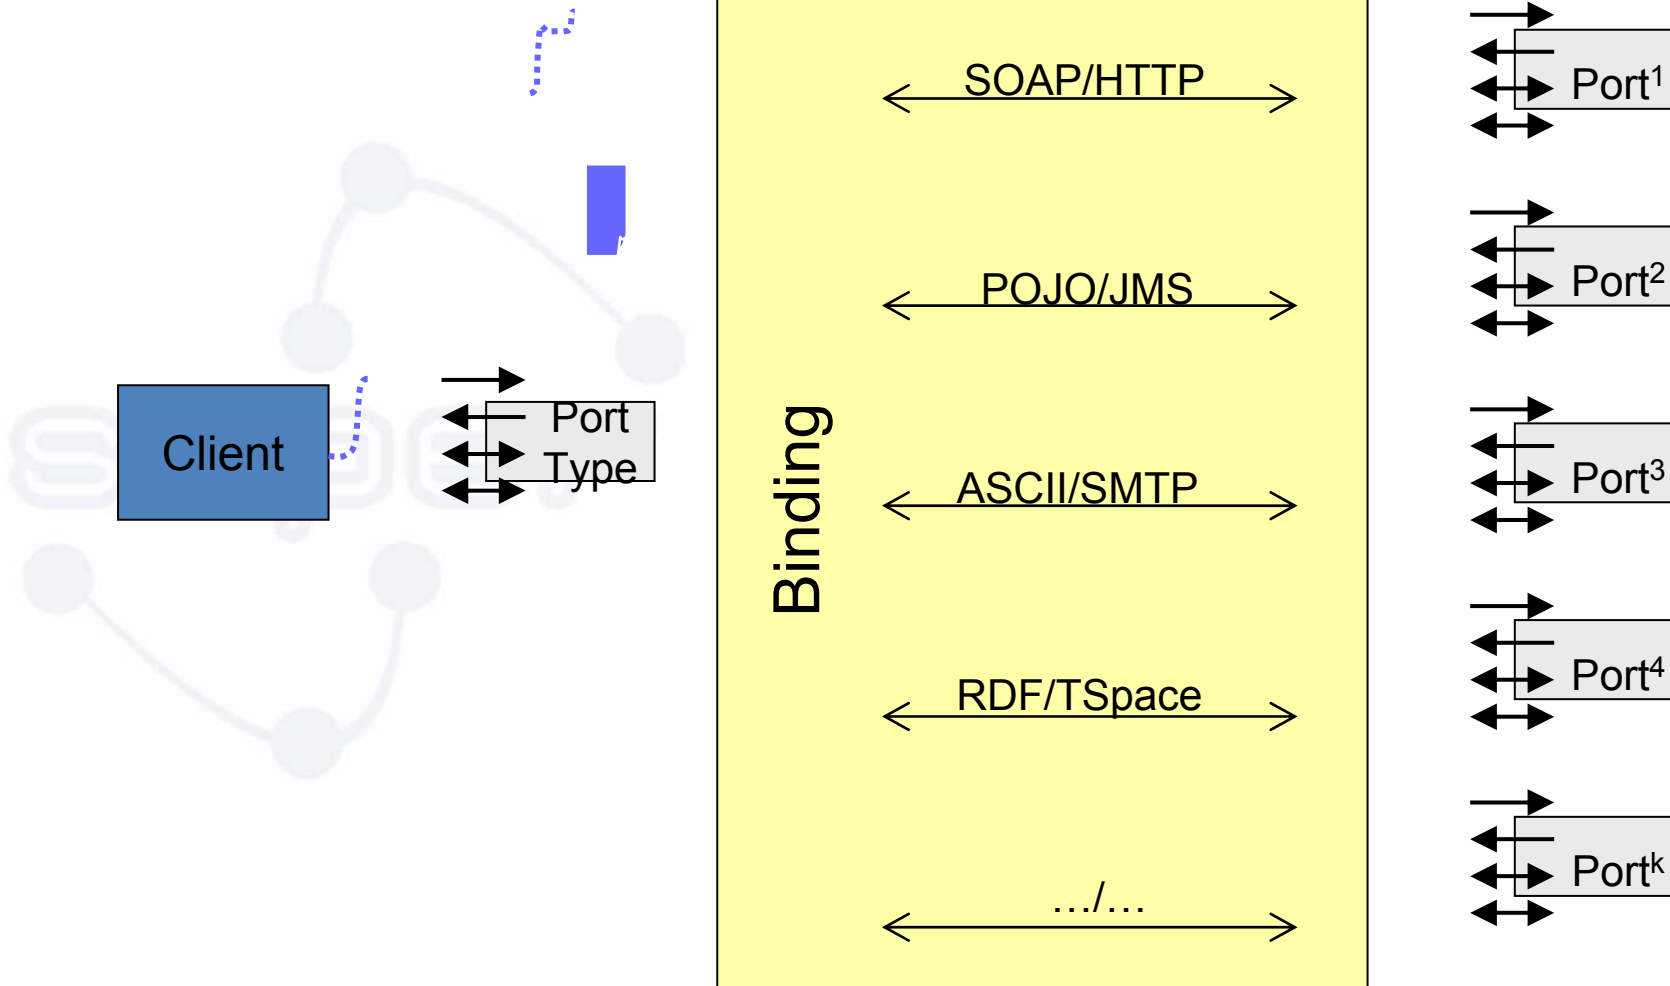 SOAP/HTTP
Port1
POJO/JMS
Port2
Client
Port
Type
Binding
ASCII/SMTP
Port3
RDF/TSpace
Port4
…/…
Portk